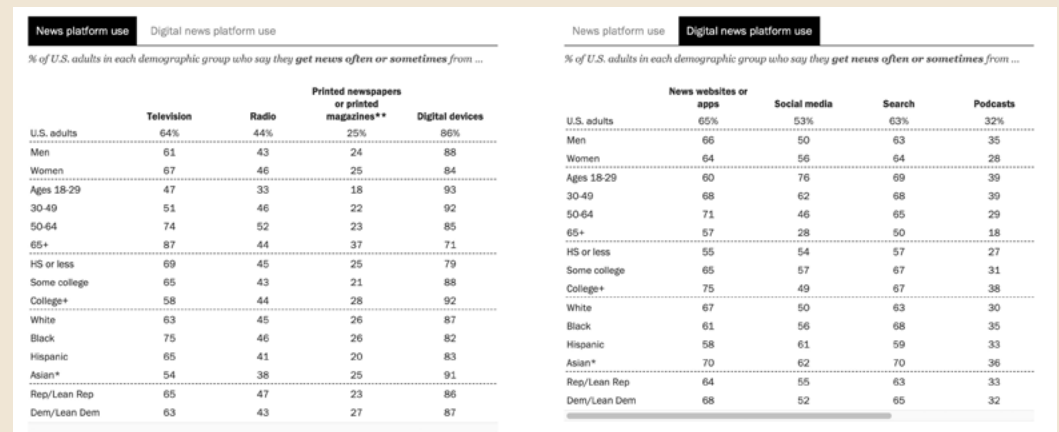 News platform use Digital news platform use
% of U.S. adults in each demographic group who say they get news often or sometimes from ...
Printed newspapers
or printed
Television Radio magazines** Digital devices
U.S. adults 64% 44% 25% 86%
Men 61 43 24 88
Women 67 46 25 84
Ages 18-29 47 33 18 93
30-49 51 46 22 92
50-64 74 52 23 85
65+ 87 44 37 71
HS or less 69 45 25 79
Some college 65 43 21 88
College+ 58 44 28 92
White 63 45 26 87
Black 75 46 26 82
Hispanic 65 41 20 83
Asian* 54 38 25 91
Rep/Lean Rep 65 47 23 86
Dem/Lean Dem 63 43 27 87
News platform use Digital news platform use
% of U.S. adults in each demographic group who say they get news often or sometimes from ...
News websites or
apps Social media Search Podcasts
U.S. adults 65% 53% 63% 32%
Men 66 50 63 35
Women 64 56 64 28
Ages 18-29 60 76 69 39
30-49 68 62 68 39
50-64 71 46 65 29
65+ 57 28 50 18
HS or less 55 54 57 27
Some college 65 57 67 31
College+ 75 49 67 38
White 67 50 63 30
Black 61 56 68 35
Hispanic 58 61 59 33
Asian* 70 62 70 36
Rep/Lean Rep 64 55 63 33
Dem/Lean Dem 68 52 65 32